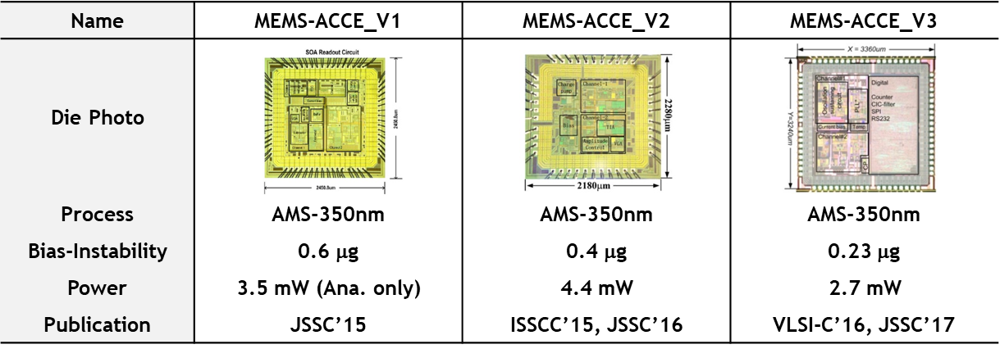 Name MEMS-ACCE_V1 MEMS-ACCE_V2 MEMS-ACCE_V3
Die Photo
SOA Readout Circuit
2450.8um
2450.8um
Charge pump
Channel-1
Bias
Channel-2
TIA
Amplitude Control
VGA
2280μm
2180μm
X = 3360um
Y=3240um
Channel#1
Oscillation sustaining circuit
PLL*
Current bias
Temp
Channel#2
CP
Digital
Counter
CIC-filter
SPI
RS232
Process AMS-350nm AMS-350nm AMS-350nm
Bias-Instability 0.6 μg 0.4 μg 0.23 μg
Power 3.5 mW (Ana. only) 4.4 mW 2.7 mW
Publication JSSC’15 ISSCC’15, JSSC’16 VLSI-C’16, JSSC’17